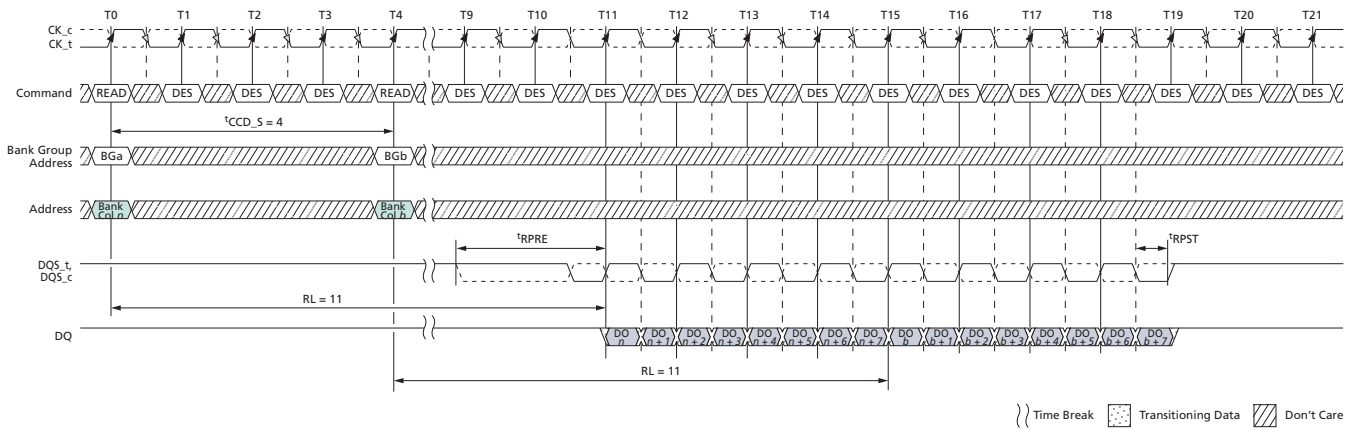 T0 T1 T2 T3 T4 T9 T10 T11 T12 T13 T14 T15 T16 T17 T18 T19 T20 T21
CK_c
CK_t
Command READ DES DES DES READ DES DES DES DES DES DES DES DES DES DES DES DES DES
tCCD_S = 4
Bank Group
Address
BGa BGb
Address
Bank
Col n
Bank
Col b
tRPRE
tRPST
DQS_t,
DQS_c
RL = 11
DQ
DO
n
DO
n + 1
DO
n + 2
DO
n + 3
DO
n + 4
DO
n + 5
DO
n + 6
DO
n + 7
DO
b
DO
b + 1
DO
b + 2
DO
b + 3
DO
b + 4
DO
b + 5
DO
b + 6
DO
b + 7
RL = 11
Time Break Transitioning Data Don't Care